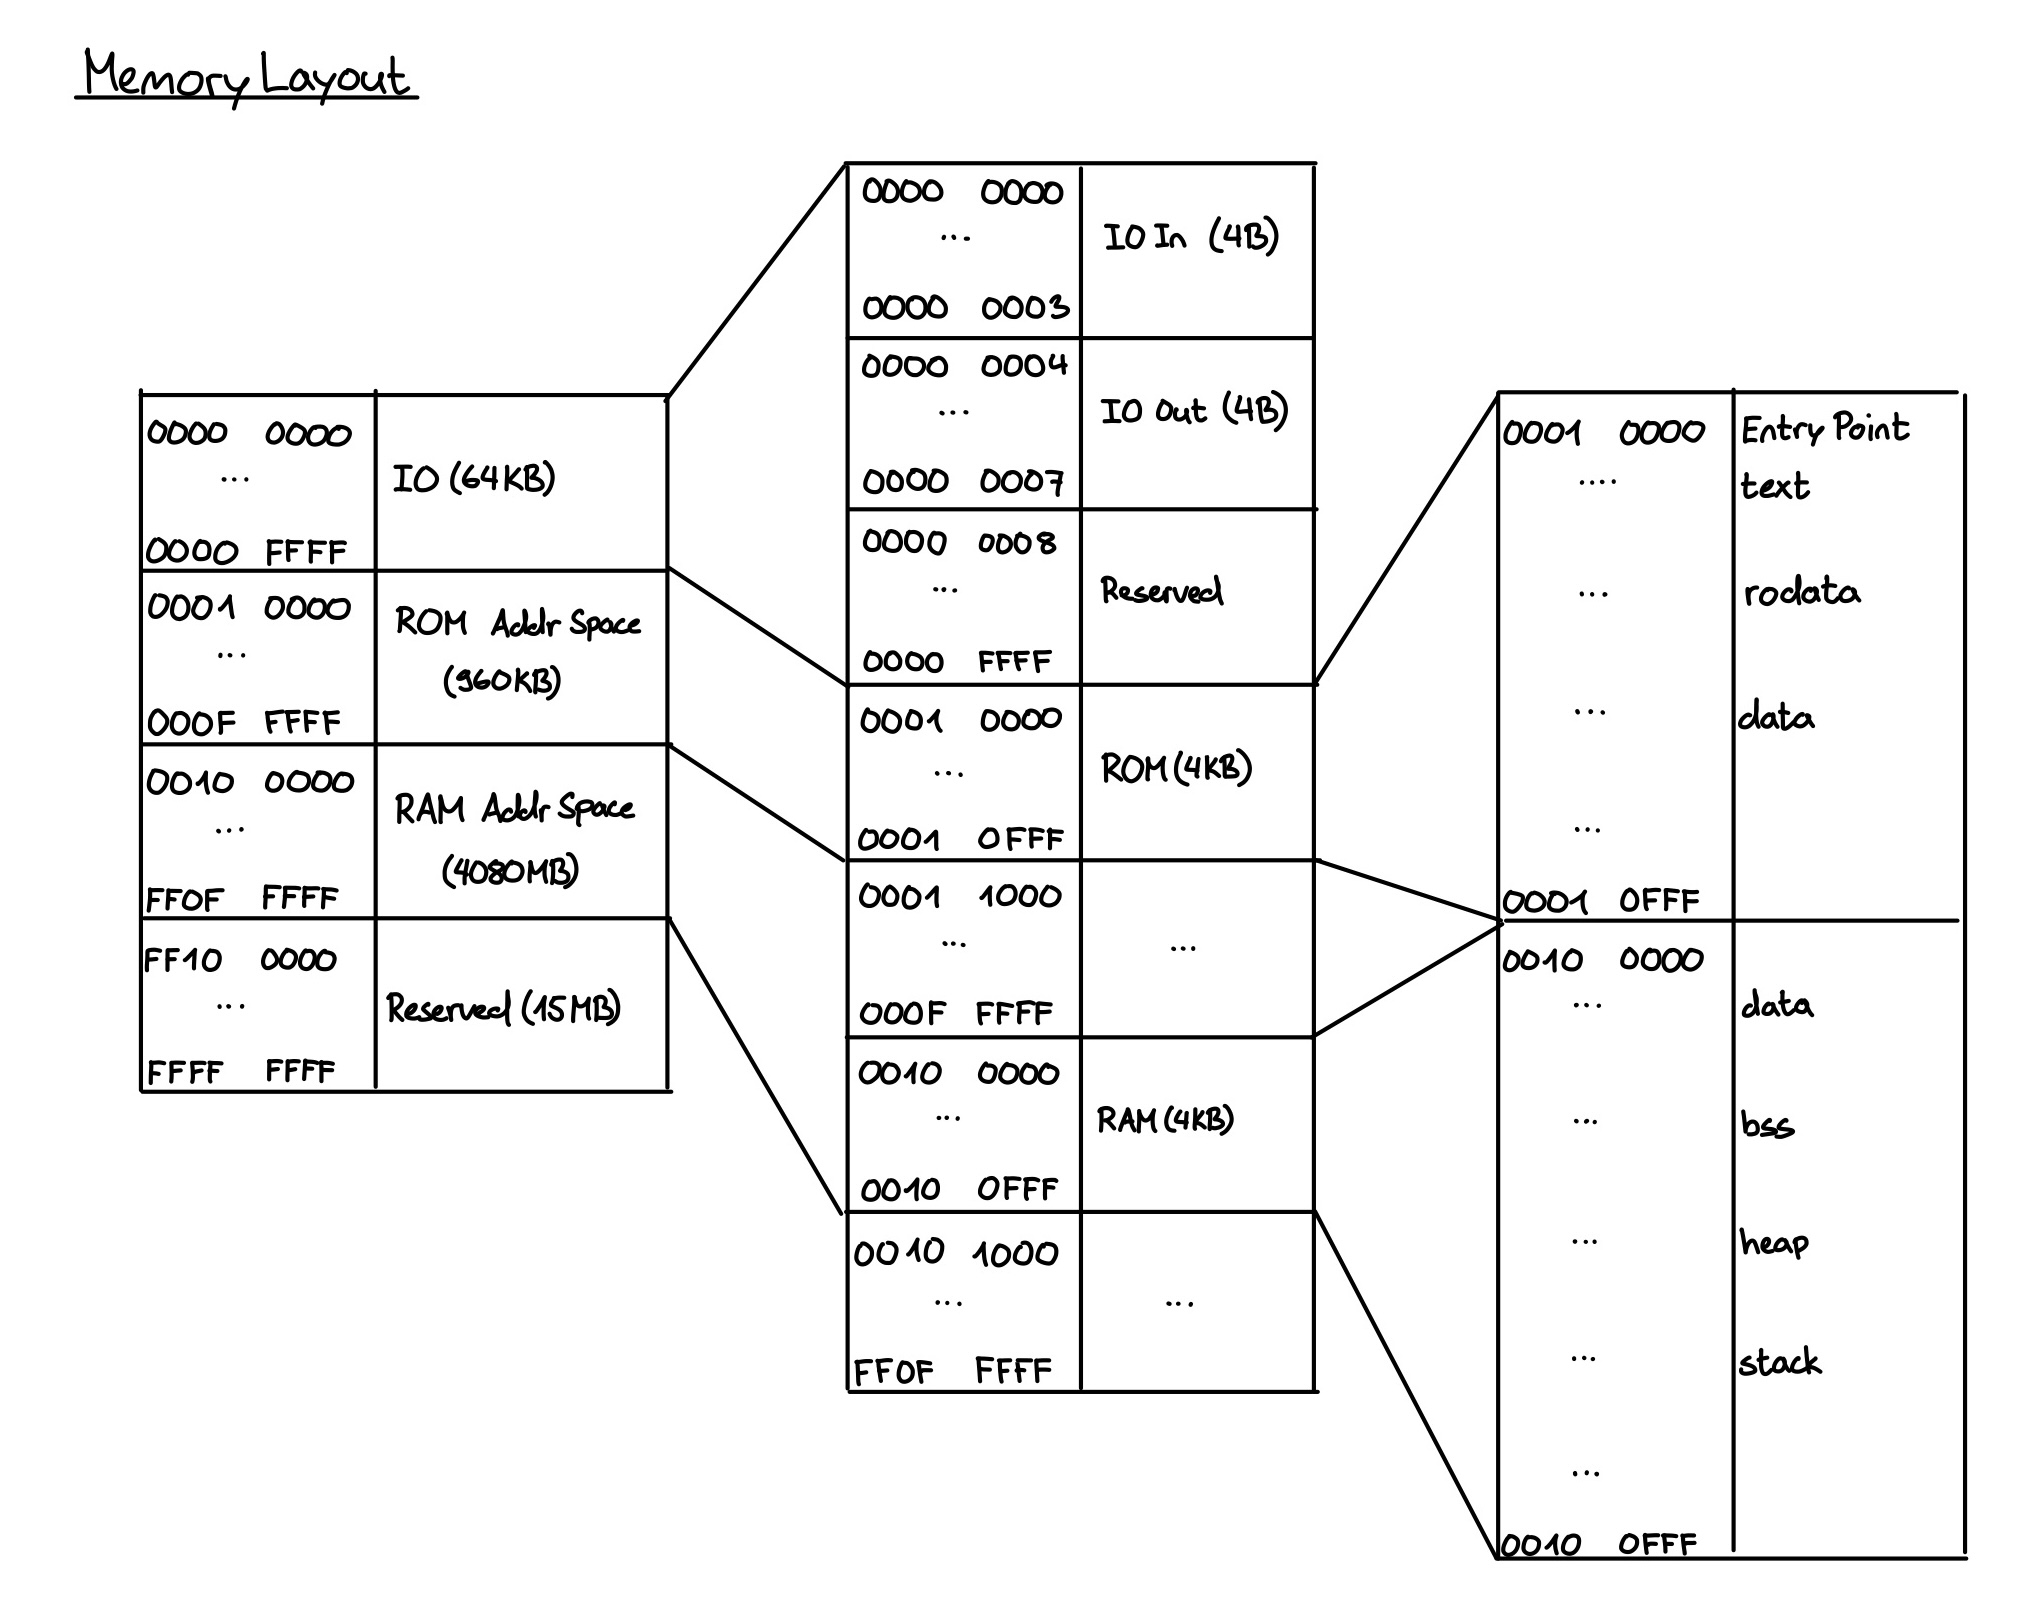 Memory Layout
0000 0000
...
0000 FFFF
IO (64KB)
0001 0000
...
000F FFFF
ROM Addr Space
(960KB)
0010 0000
...
FF0F FFFF
RAM Addr Space
(4080MB)
FF10 0000
...
FFFF FFFF
Reserved (15MB)
0000 0000
...
0000 0003
IO In (4B)
0000 0004
...
0000 0007
IO Out (4B)
0000 0008
...
0000 FFFF
Reserved
0001 0000
...
0001 0FFF
ROM (4KB)
0001 1000
...
000F FFFF
...
0010 0000
...
0010 0FFF
RAM (4KB)
0010 1000
...
FF0F FFFF
...
0001 0000 Entry Point
.... text
... rodata
... data
...
0001 0FFF
0010 0000
... data
... bss
... heap
... stack
...
0010 0FFF